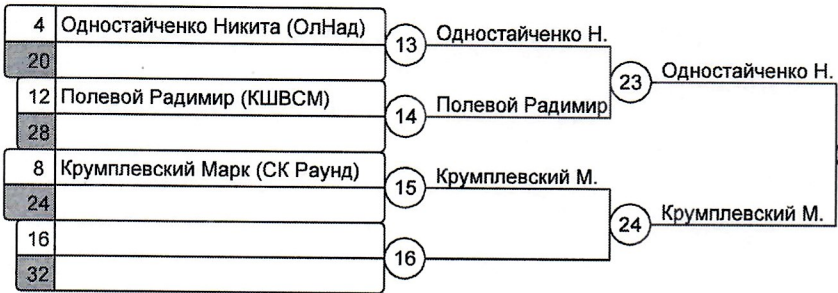 4 Одностайченко Никита (ОлНад)
20
13
Одностайченко Н.
12 Полевой Радимир (КШВСМ)
28
14
Полевой Радимир
23
Одностайченко Н.
8 Крумплевский Марк (СК Раунд)
24
15
Крумплевский М.
16
32
16
24
Крумплевский М.